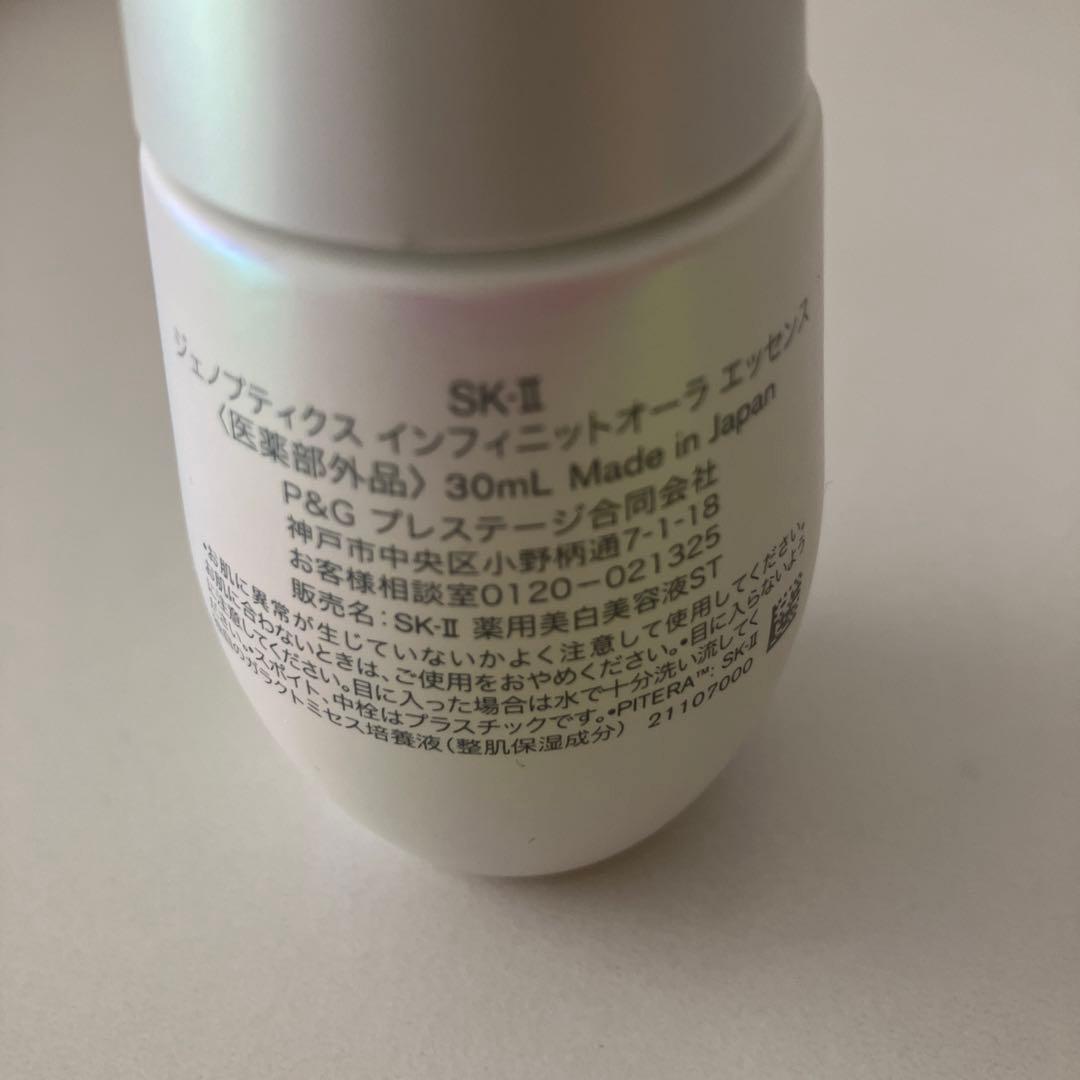 SK-II
ジェノプティクス インフィニットオーラ エッセンス
〈医薬部外品〉 30mL Made in Japan
P&G プレステージ合同会社
神戸市中央区小野柄通7-1-18
お客様相談室0120-021325
販売名:SK-II 薬用美白美容液ST
•お肌に異常が生じていないかよく注意して使用してください。
お肌に合わないときは、ご使用をおやめください。•目に入らないよう
ご注意してください。目に入った場合は水で十分洗い流して
ください。•スポイト、中栓はプラスチックです。•PITERA™: SK-II
のガラクトミセス培養液(整肌保湿成分) 21107000